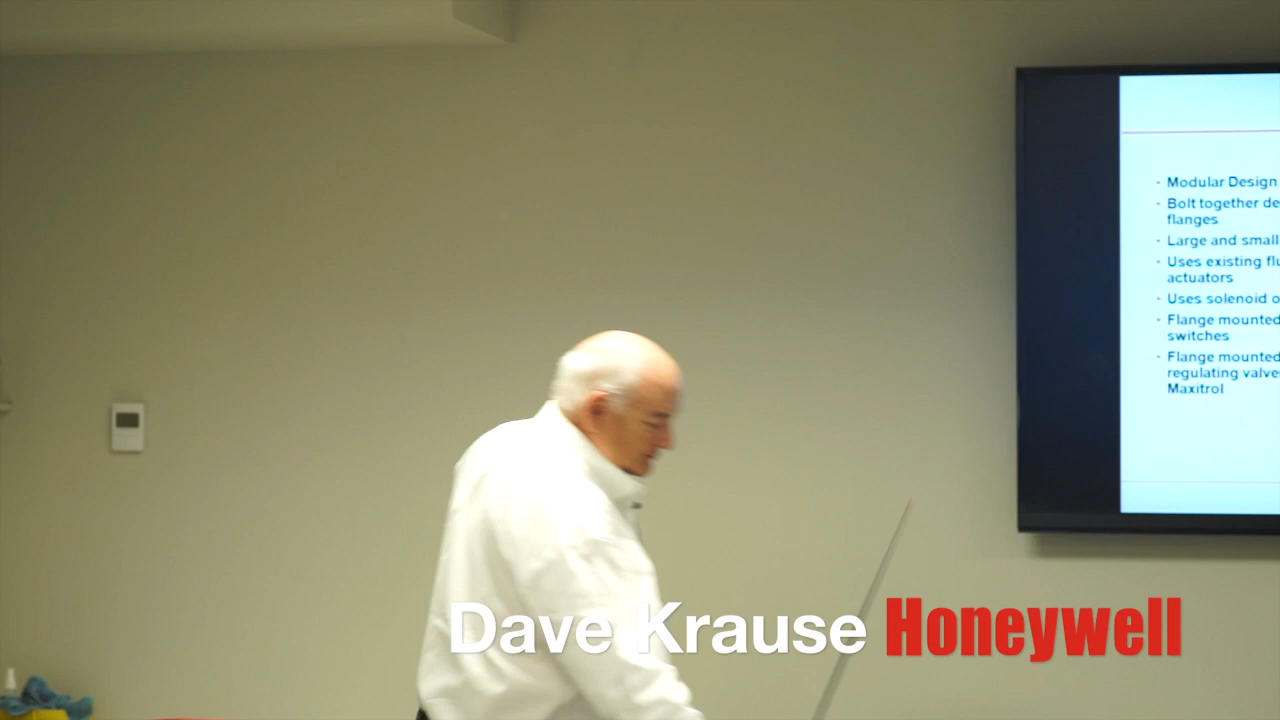 Modular Design
Bolt together de
flanges
Large and small
Uses existing flu
actuators
Uses solenoid o
Flange mounted
switches
Flange mounted
regulating valve
Maxitrol
Dave Krause Honeywell